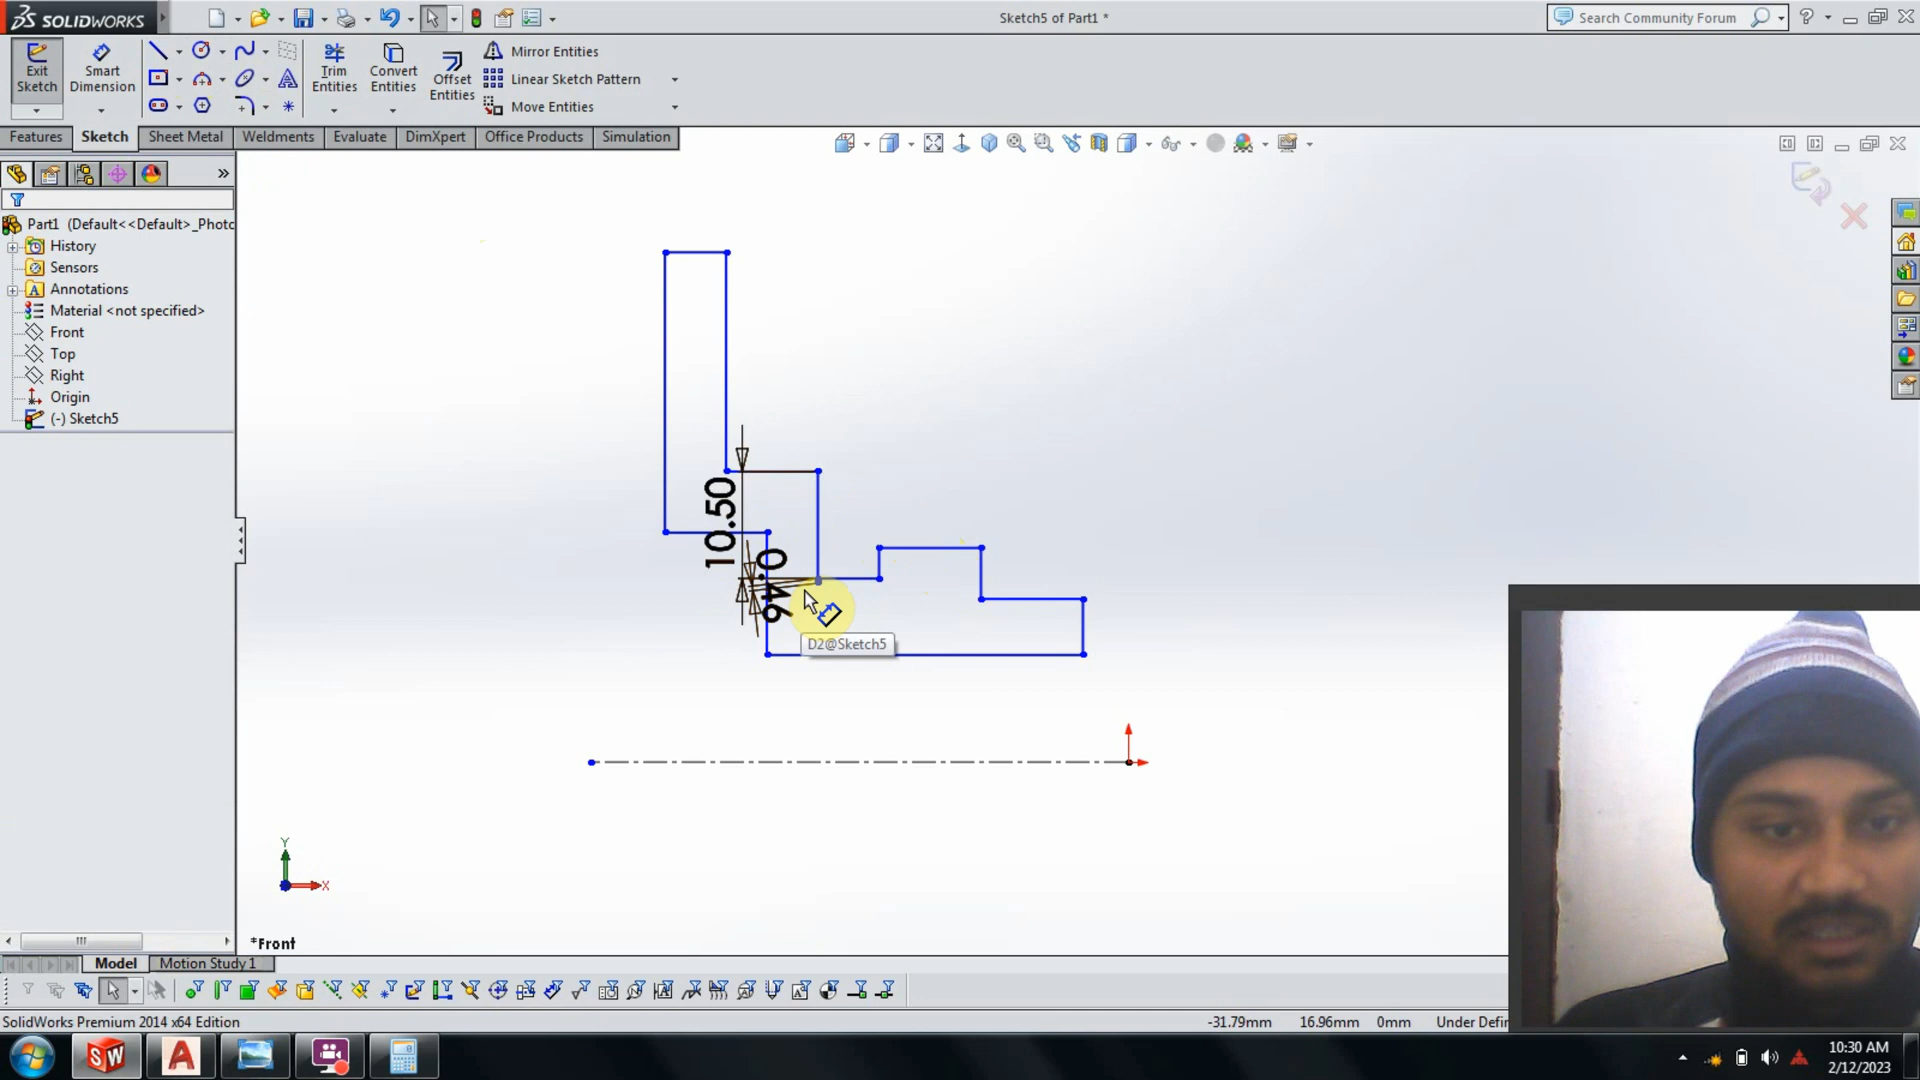 SOLIDWORKS
Sketch5 of Part1 *
Search Community Forum
Exit Sketch
Smart Dimension
Trim Entities
Convert Entities
Offset Entities
Mirror Entities
Linear Sketch Pattern
Move Entities
Features
Sketch
Sheet Metal
Weldments
Evaluate
DimXpert
Office Products
Simulation
Part1 (Default<<Default>_Photo
History
Sensors
Annotations
Material <not specified>
Front
Top
Right
Origin
(-) Sketch5
10.50
0.46
D2@Sketch5
Y
X
*Front
Model
Motion Study 1
SolidWorks Premium 2014 x64 Edition
-31.79mm
16.96mm
0mm
Under Defin
10:30 AM
2/12/2023